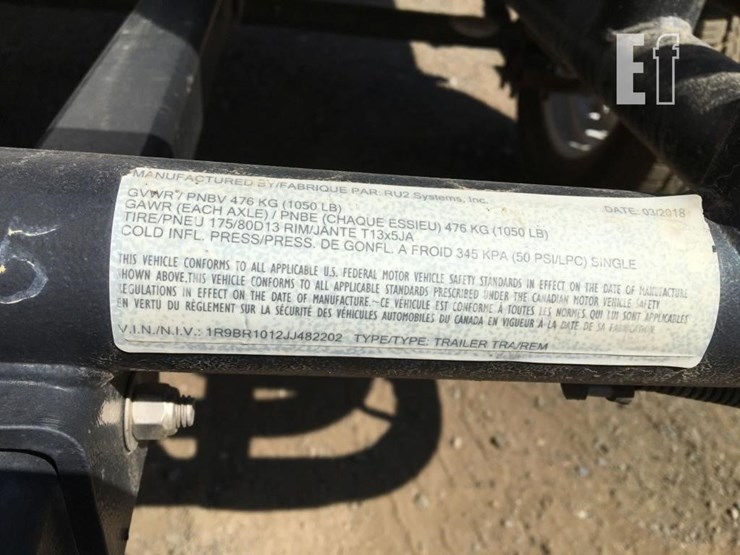 Ef
MANUFACTURED BY/FABRIQUE PAR: RU2 Systems, Inc.
GVWR / PNBV 476 KG (1050 LB) DATE: 03/2018
GAWR (EACH AXLE) / PNBE (CHAQUE ESSIEU) 476 KG (1050 LB)
TIRE/PNEU 175/80D13 RIM/JANTE T13x5JA
COLD INFL. PRESS/PRESS. DE GONFL. A FROID 345 KPA (50 PSI/LPC) SINGLE
THIS VEHICLE CONFORMS TO ALL APPLICABLE U.S. FEDERAL MOTOR VEHICLE SAFETY STANDARDS IN EFFECT ON THE DATE OF MANUFACTURE
SHOWN ABOVE.THIS VEHICLE CONFORMS TO ALL APPLICABLE STANDARDS PRESCRIBED UNDER THE CANADIAN MOTOR VEHICLE SAFETY
REGULATIONS IN EFFECT ON THE DATE OF MANUFACTURE.-CE VÉHICULE EST CONFORME À TOUTES LES NORMES QUI LUI SONT APPLICABLES
EN VERTU DU RÈGLEMENT SUR LA SÉCURITÉ DES VÉHICULES AUTOMOBILES DU CANADA EN VIGUEUR À LA DATE DE SA FABRICATION
V.I.N./N.I.V.: 1R9BR1012JJ482202 TYPE/TYPE: TRAILER TRA/REM
5